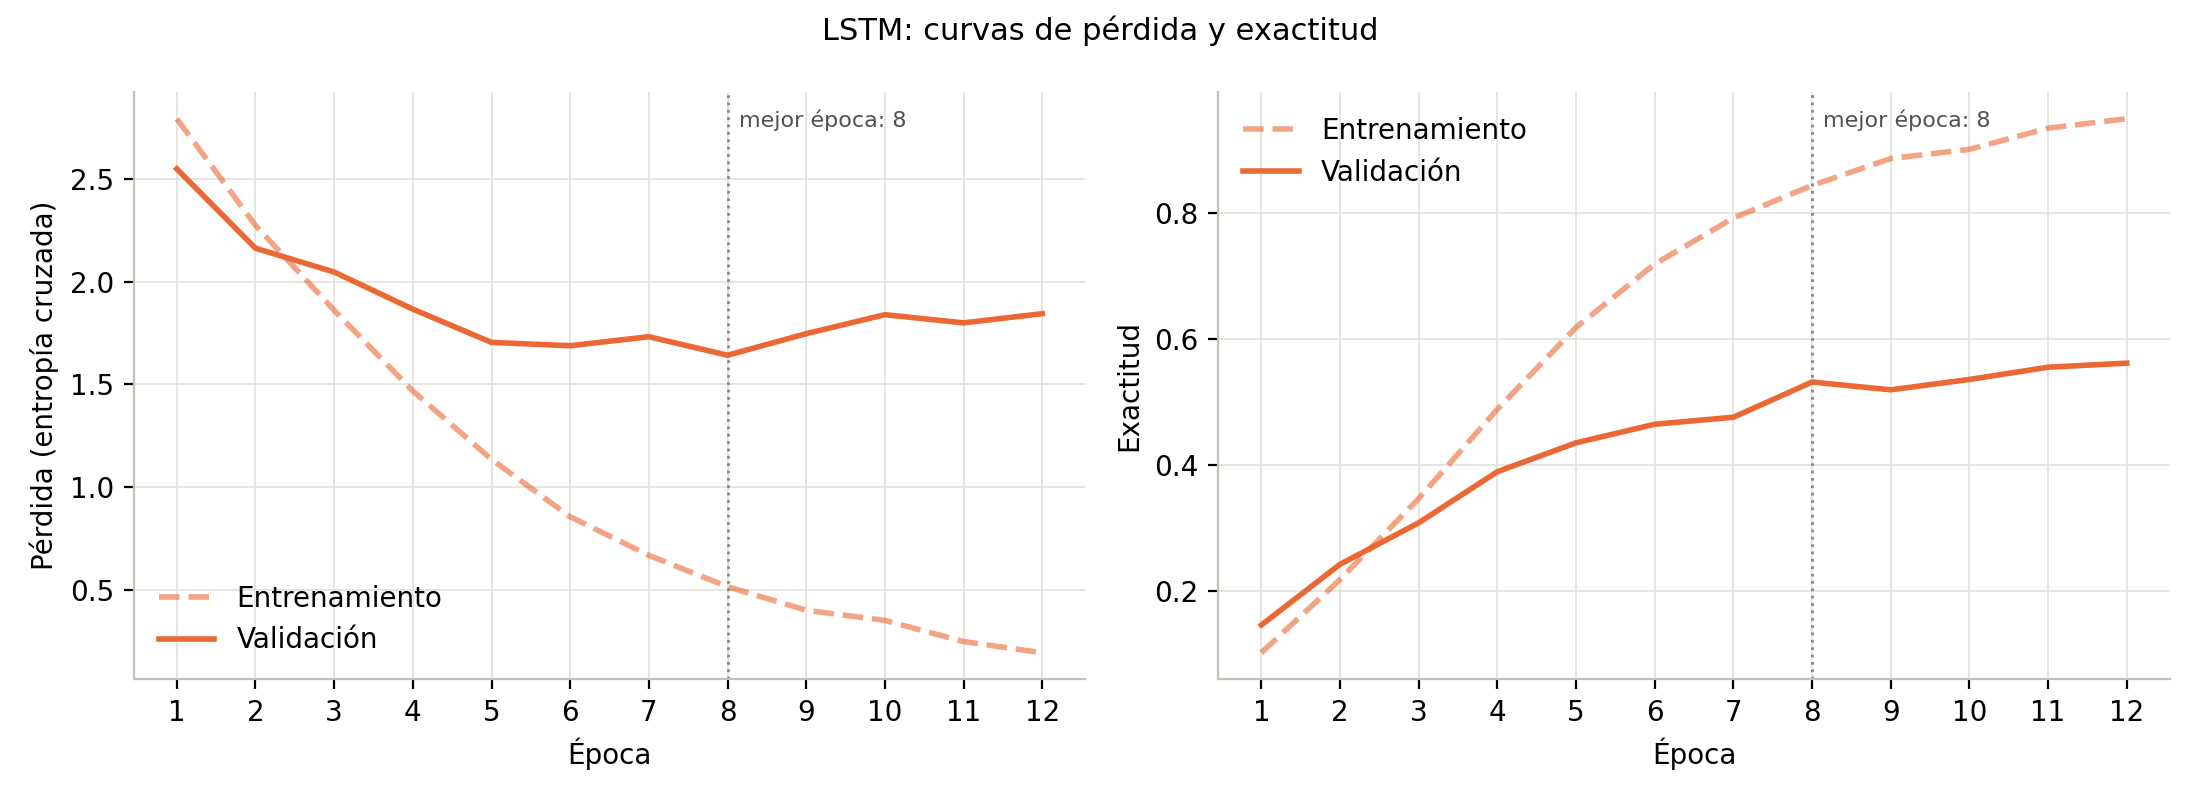 LSTM: curvas de pérdida y exactitud
Pérdida (entropía cruzada)
2.5
2.0
1.5
1.0
0.5
mejor época: 8
Entrenamiento
Validación
1 2 3 4 5 6 7 8 9 10 11 12
Época
Exactitud
0.8
0.6
0.4
0.2
Entrenamiento
Validación
mejor época: 8
1 2 3 4 5 6 7 8 9 10 11 12
Época